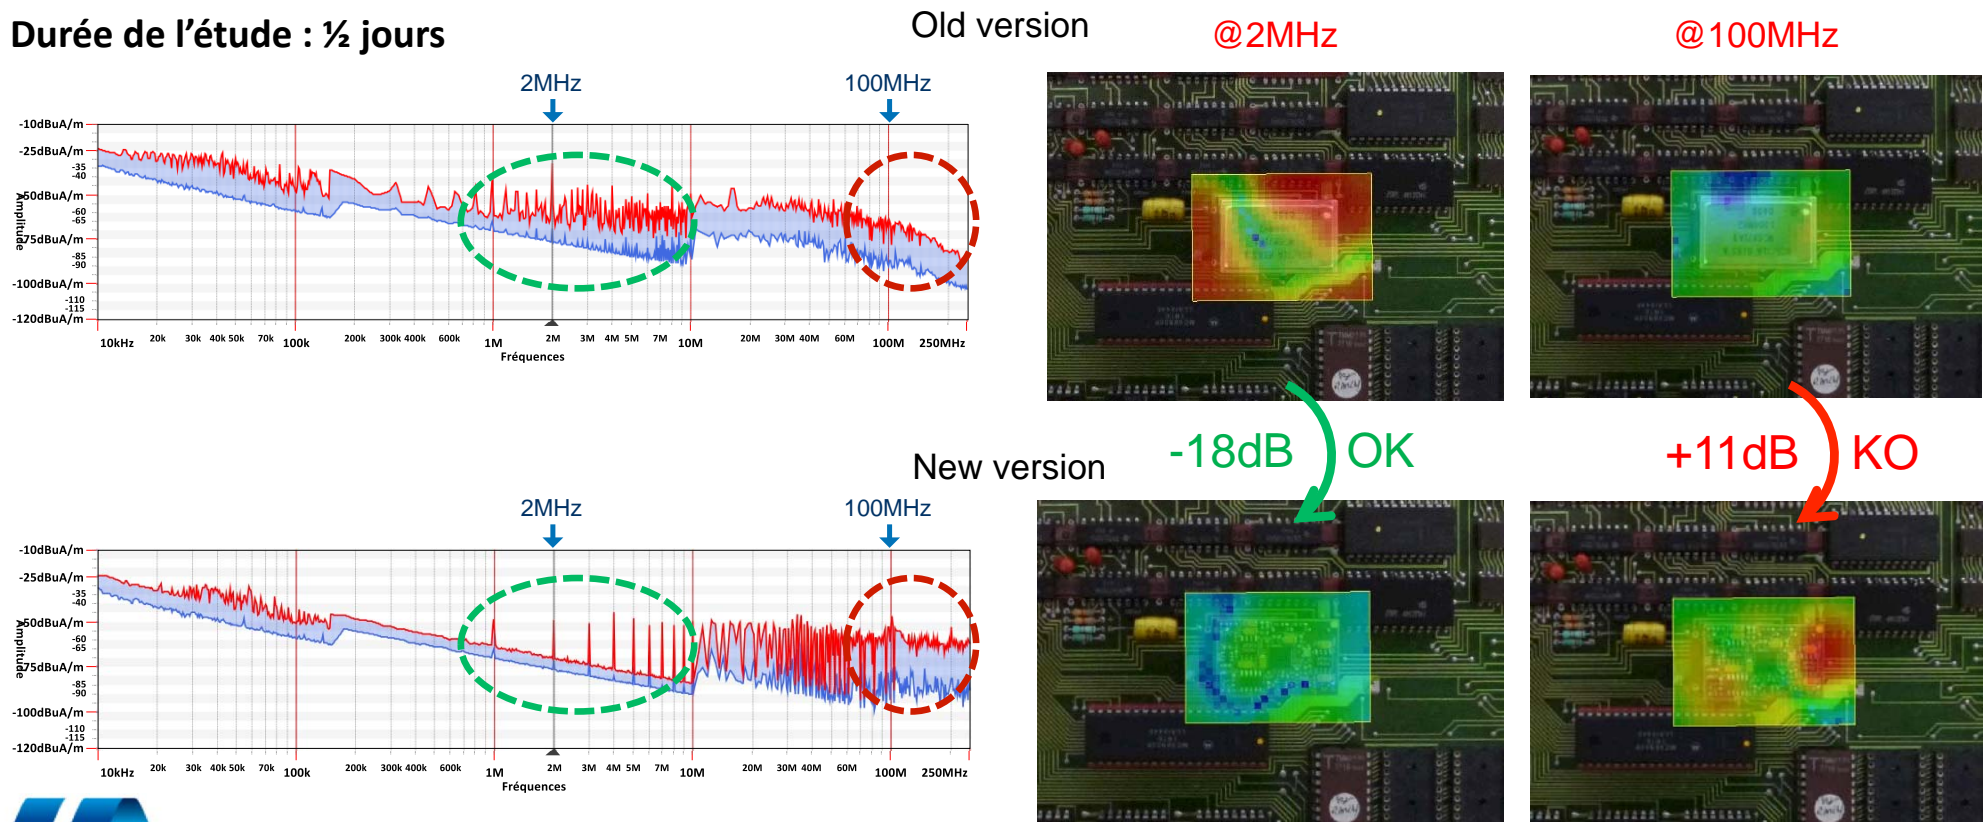 Durée de l'étude : ½ jours
Old version
@2MHz
@100MHz
2MHz
100MHz
-10dBuA/m
-25dBuA/m
-35
-40
-50dBuA/m
-60
-65
-75dBuA/m
-85
-90
-100dBuA/m
-110
-115
-120dBuA/m
Amplitude
10kHz 20k 30k 40k 50k 70k 100k 200k 300k 400k 600k 1M 2M 3M 4M 5M 7M 10M 20M 30M 40M 60M 100M 250MHz
Fréquences
-18dB OK
+11dB KO
New version
2MHz
100MHz
-10dBuA/m
-25dBuA/m
-35
-40
-50dBuA/m
-60
-65
-75dBuA/m
-85
-90
-100dBuA/m
-110
-115
-120dBuA/m
Amplitude
10kHz 20k 30k 40k 50k 70k 100k 200k 300k 400k 600k 1M 2M 3M 4M 5M 7M 10M 20M 30M 40M 60M 100M 250MHz
Fréquences